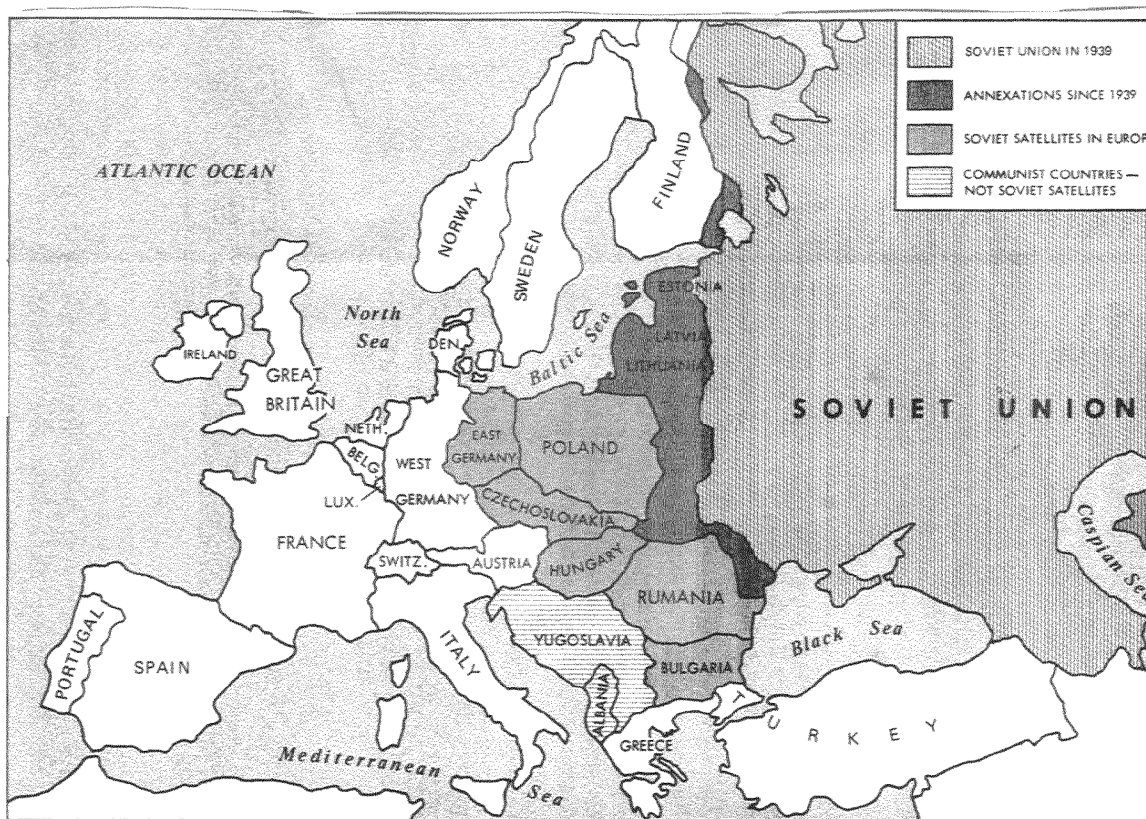 SOVIET UNION IN 1939
ANNEXATIONS SINCE 1939
SOVIET SATELLITES IN EUROP
COMMUNIST COUNTRIES—
NOT SOVIET SATELLITES
ATLANTIC OCEAN
NORWAY
SWEDEN
FINLAND
North
Sea
Baltic Sea
ESTONIA
LATVIA
LITHUANIA
IRELAND
GREAT
BRITAIN
DEN.
NETH.
BELG.
LUX.
WEST
GERMANY
EAST
GERMANY
POLAND
SOVIET UNION
CZECHOSLOVAKIA
FRANCE
SWITZ.
AUSTRIA
HUNGARY
RUMANIA
Caspian Sea
PORTUGAL
SPAIN
ITALY
YUGOSLAVIA
BULGARIA
Black Sea
ALBANIA
GREECE
TURKEY
Mediterranean
Sea